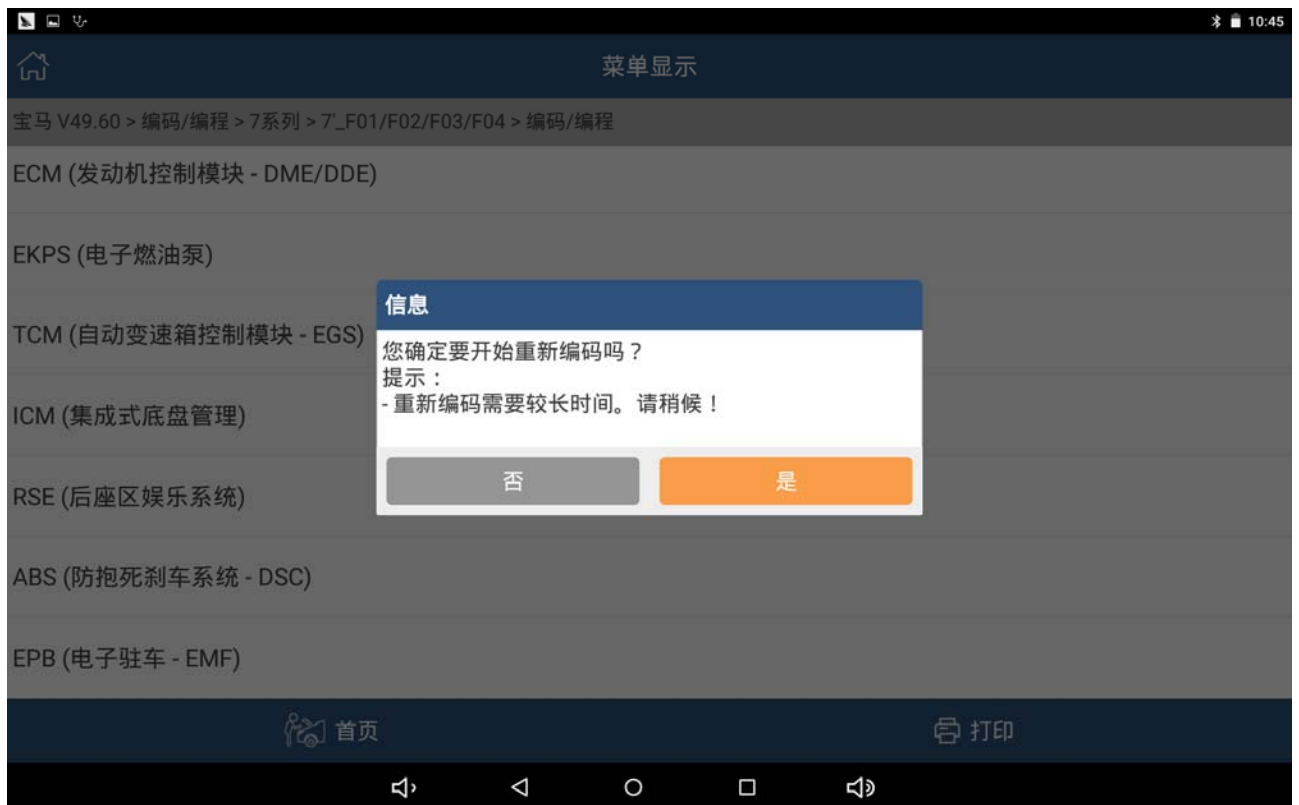 10:45
菜单显示
宝马 V49.60 > 编码/编程 > 7系列 > 7'_F01/F02/F03/F04 > 编码/编程
ECM (发动机控制模块 - DME/DDE)
EKPS (电子燃油泵)
TCM (自动变速箱控制模块 - EGS)
ICM (集成式底盘管理)
RSE (后座区娱乐系统)
ABS (防抱死刹车系统 - DSC)
EPB (电子驻车 - EMF)
信息
您确定要开始重新编码吗？
提示：
- 重新编码需要较长时间。请稍候！
否
是
首页
打印